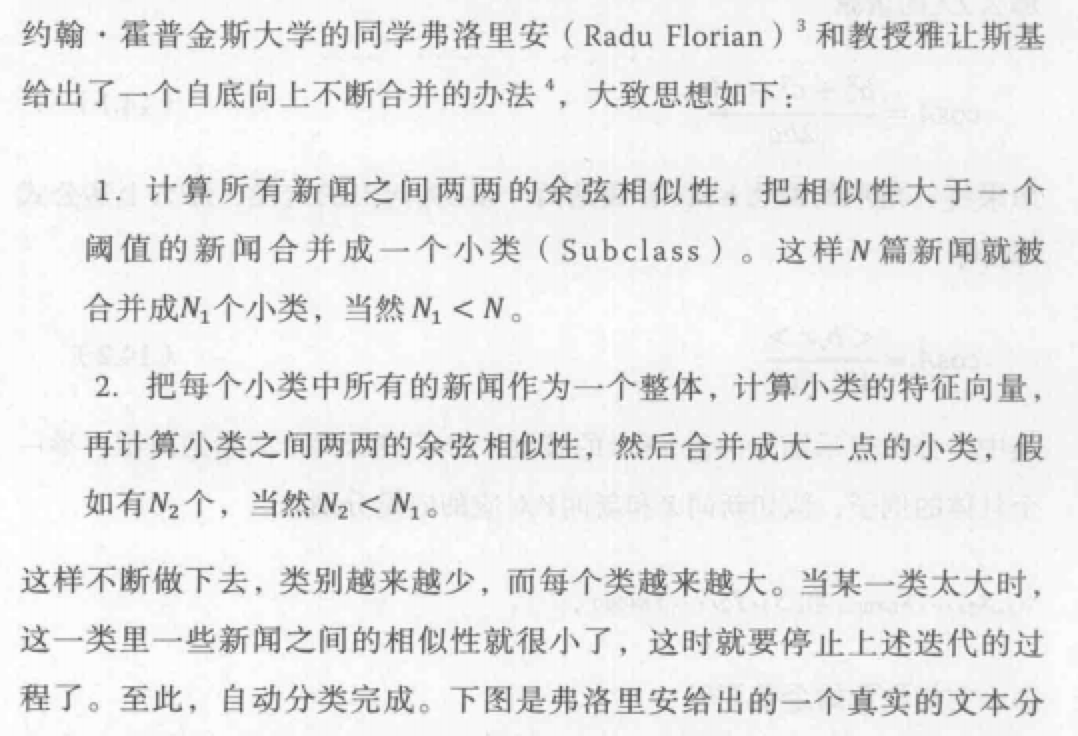 约翰·霍普金斯大学的同学弗洛里安（Radu Florian）³和教授雅让斯基
给出了一个自底向上不断合并的办法⁴，大致思想如下：
1. 计算所有新闻之间两两的余弦相似性，把相似性大于一个
阈值的新闻合并成一个小类（Subclass）。这样N篇新闻就被
合并成N₁个小类，当然N₁<N。
2. 把每个小类中所有的新闻作为一个整体，计算小类的特征向量，
再计算小类之间两两的余弦相似性，然后合并成大一点的小类，假
如有N₂个，当然N₂<N₁。
这样不断做下去，类别越来越少，而每个类越来越大。当某一类太大时，
这一类里一些新闻之间的相似性就很小了，这时就要停止上述迭代的过
程了。至此，自动分类完成。下图是弗洛里安给出的一个真实的文本分